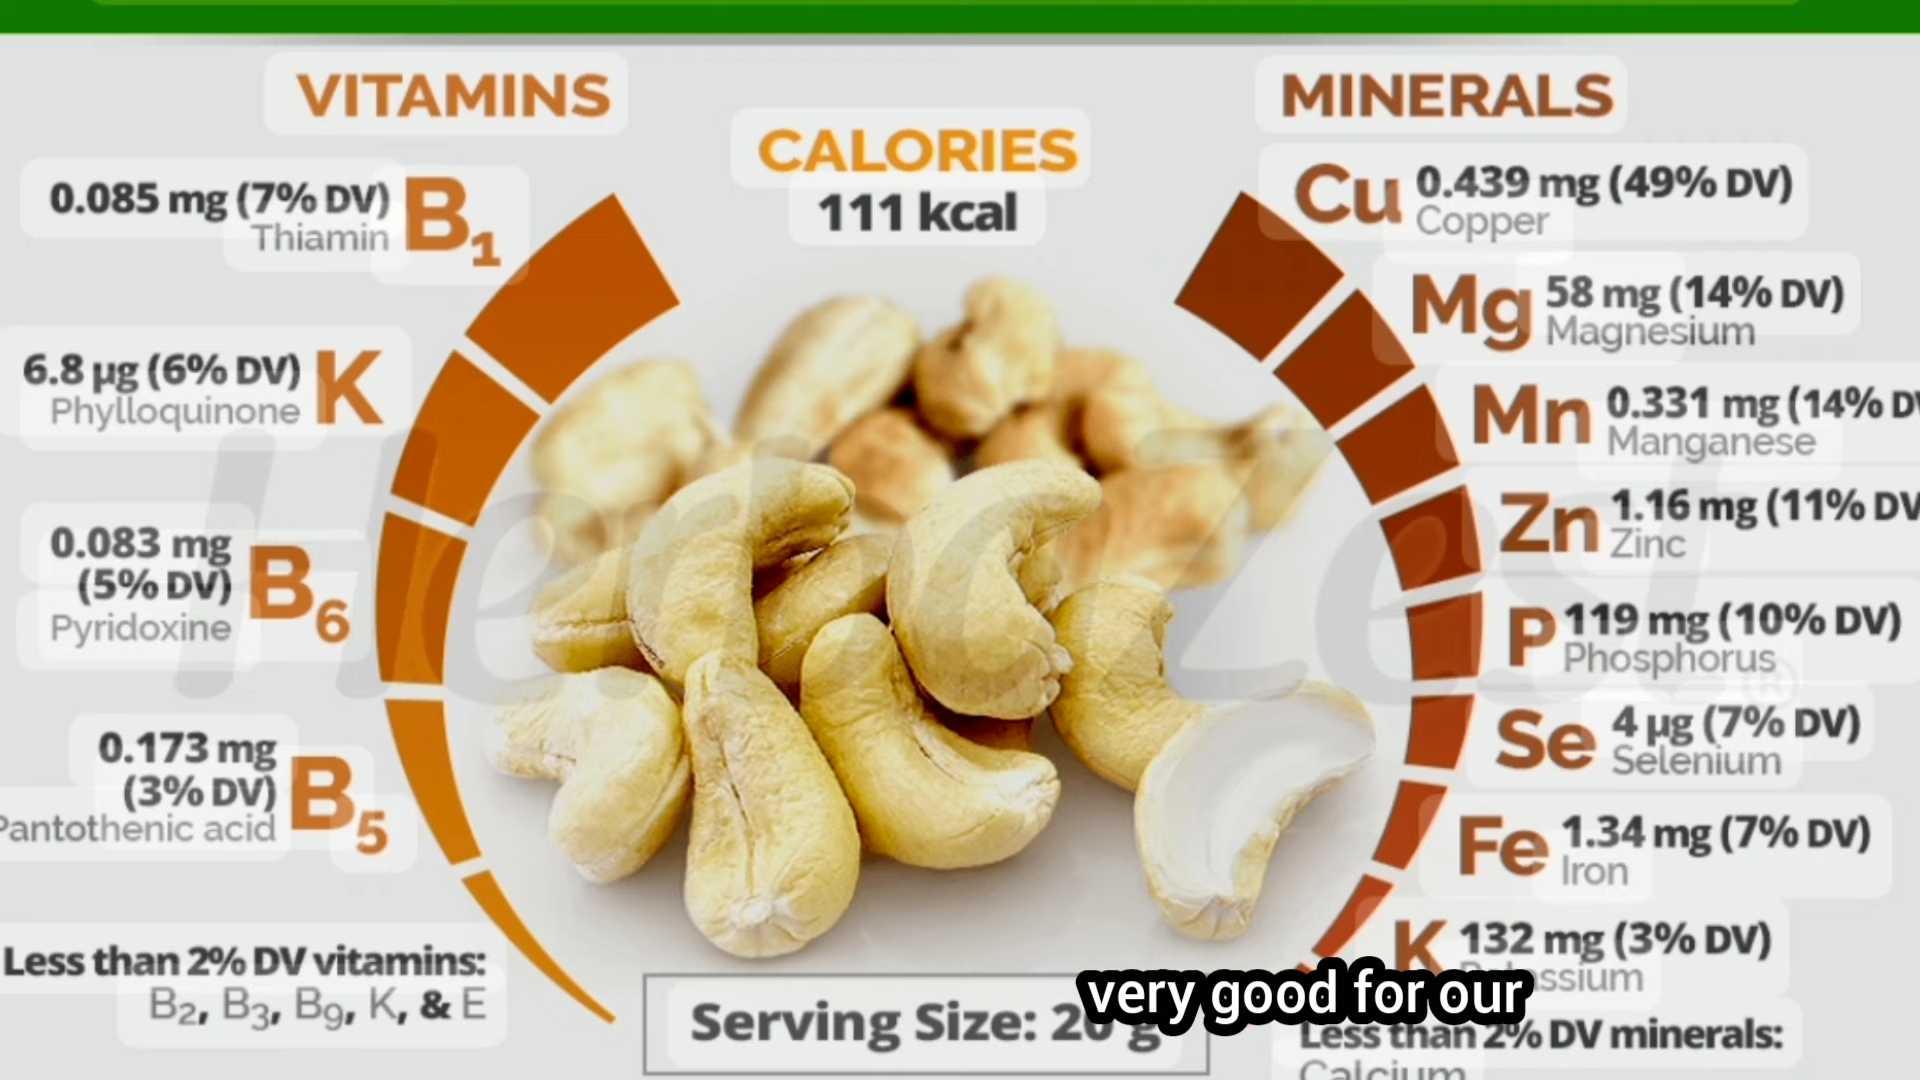 VITAMINS
0.085 mg (7% DV) B1
Thiamin
6.8 µg (6% DV) K
Phylloquinone
0.083 mg
(5% DV) B6
Pyridoxine
0.173 mg
(3% DV) B5
Pantothenic acid
Less than 2% DV vitamins:
B2, B3, B9, K, & E
CALORIES
111 kcal
HerbaZest
®
Serving Size: 20 g
MINERALS
Cu 0.439 mg (49% DV)
Copper
Mg 58 mg (14% DV)
Magnesium
Mn 0.331 mg (14% DV
Manganese
Zn 1.16 mg (11% DV
Zinc
P 119 mg (10% DV)
Phosphorus
Se 4 µg (7% DV)
Selenium
Fe 1.34 mg (7% DV)
Iron
K 132 mg (3% DV)
Potassium
Less than 2% DV minerals:
Calcium
very good for our